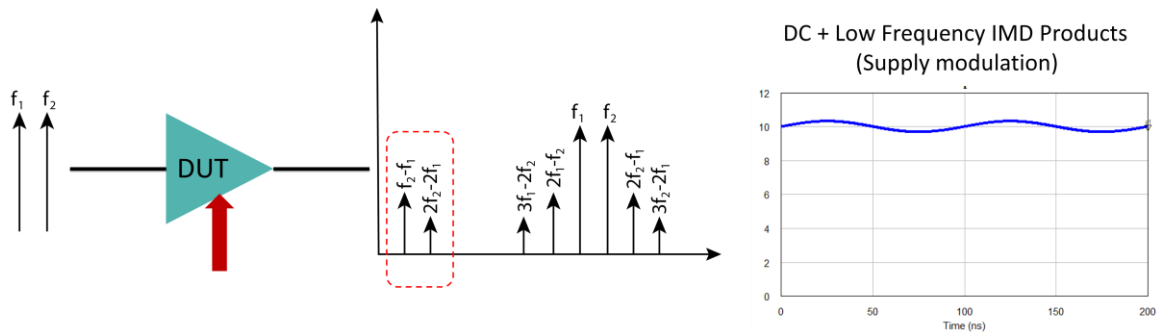 f₁ f₂
DUT
f₂-f₁
2f₂-2f₁
3f₁-2f₂
2f₁-f₂
f₁
f₂
2f₂-f₁
3f₂-2f₁
DC + Low Frequency IMD Products
(Supply modulation)
12
10
8
6
4
2
0
0 50 100 150 200
Time (ns)